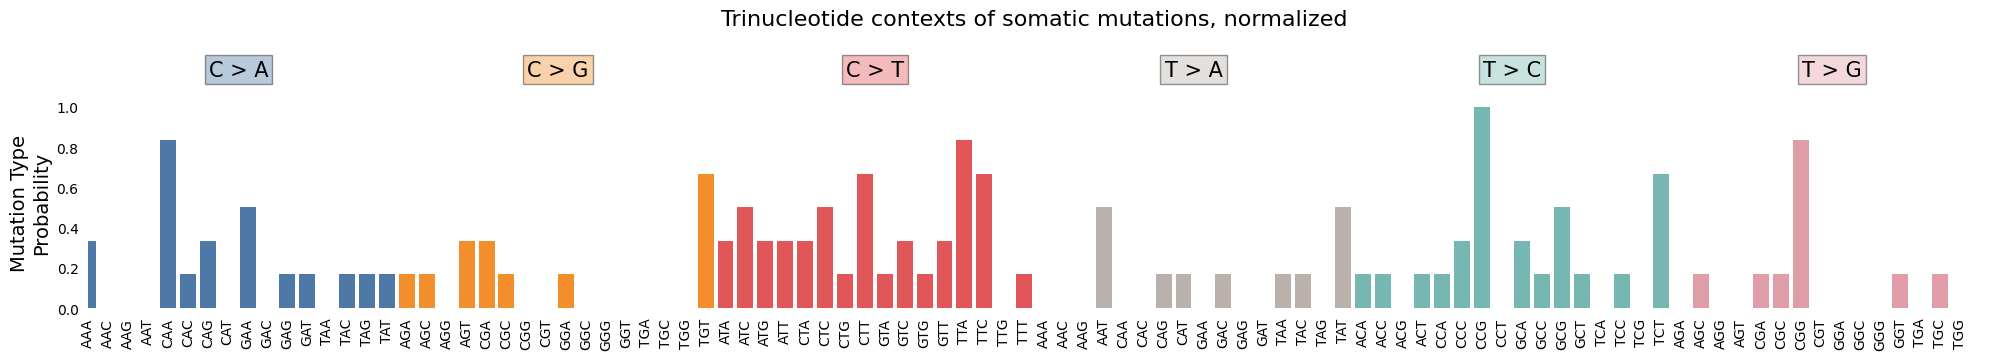 Trinucleotide contexts of somatic mutations, normalized
C > A
C > G
C > T
T > A
T > C
T > G
Mutation Type
Probability
1.0
0.8
0.6
0.4
0.2
0.0
AAA AAC AAG AAT CAA CAC CAG CAT GAA GAC GAG GAT TAA TAC TAG TAT AGA AGC AGG AGT CGA CGC CGG CGT GGA GGC GGG GGT TGA TGC TGG TGT ATA ATC ATG ATT CTA CTC CTG CTT GTA GTC GTG GTT TTA TTC TTG TTT AAA AAC AAG AAT CAA CAC CAG CAT GAA GAC GAG GAT TAA TAC TAG TAT ACA ACC ACG ACT CCA CCC CCG CCT GCA GCC GCG GCT TCA TCC TCG TCT AGA AGC AGG AGT CGA CGC CGG CGT GGA GGC GGG GGT TGA TGC TGG